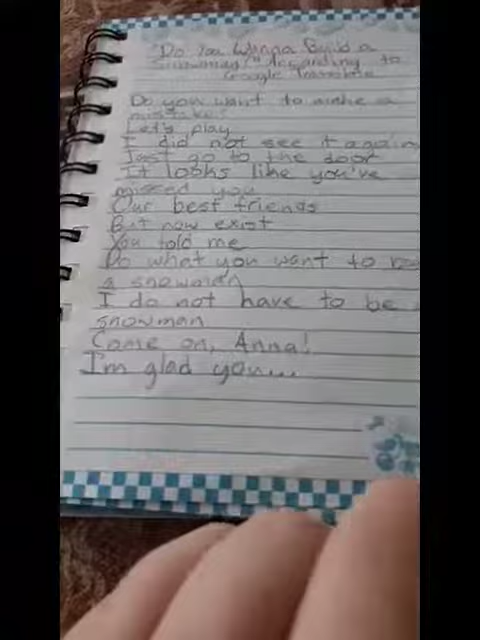 "Do You Wanna Build a
Snowman?" According to
Google Translate
Do you want to make a
mistake?
Let's play
I did not see it again
Just go to the door
It looks like you've
missed you
Our best friends
But now exist
You told me
Do what you want to
a snowman
I do not have to be
snowman
Come on, Anna!
I'm glad you...